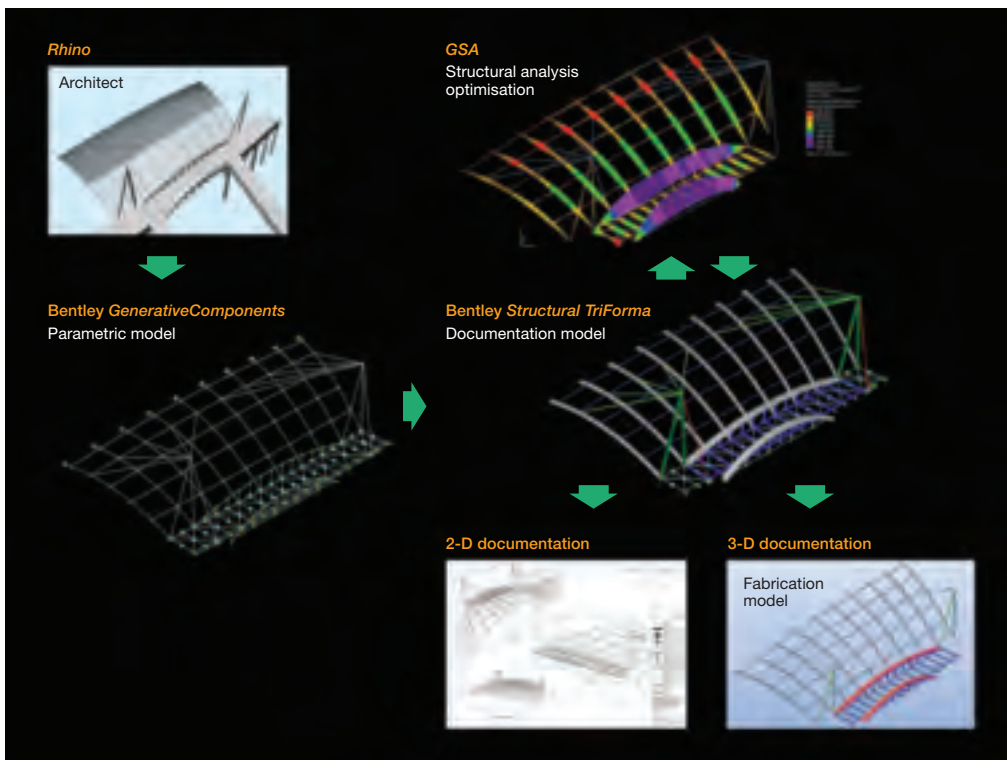 Rhino
Architect
GSA
Structural analysis
optimisation
Bentley GenerativeComponents
Parametric model
Bentley Structural TriForma
Documentation model
2-D documentation
3-D documentation
Fabrication
model